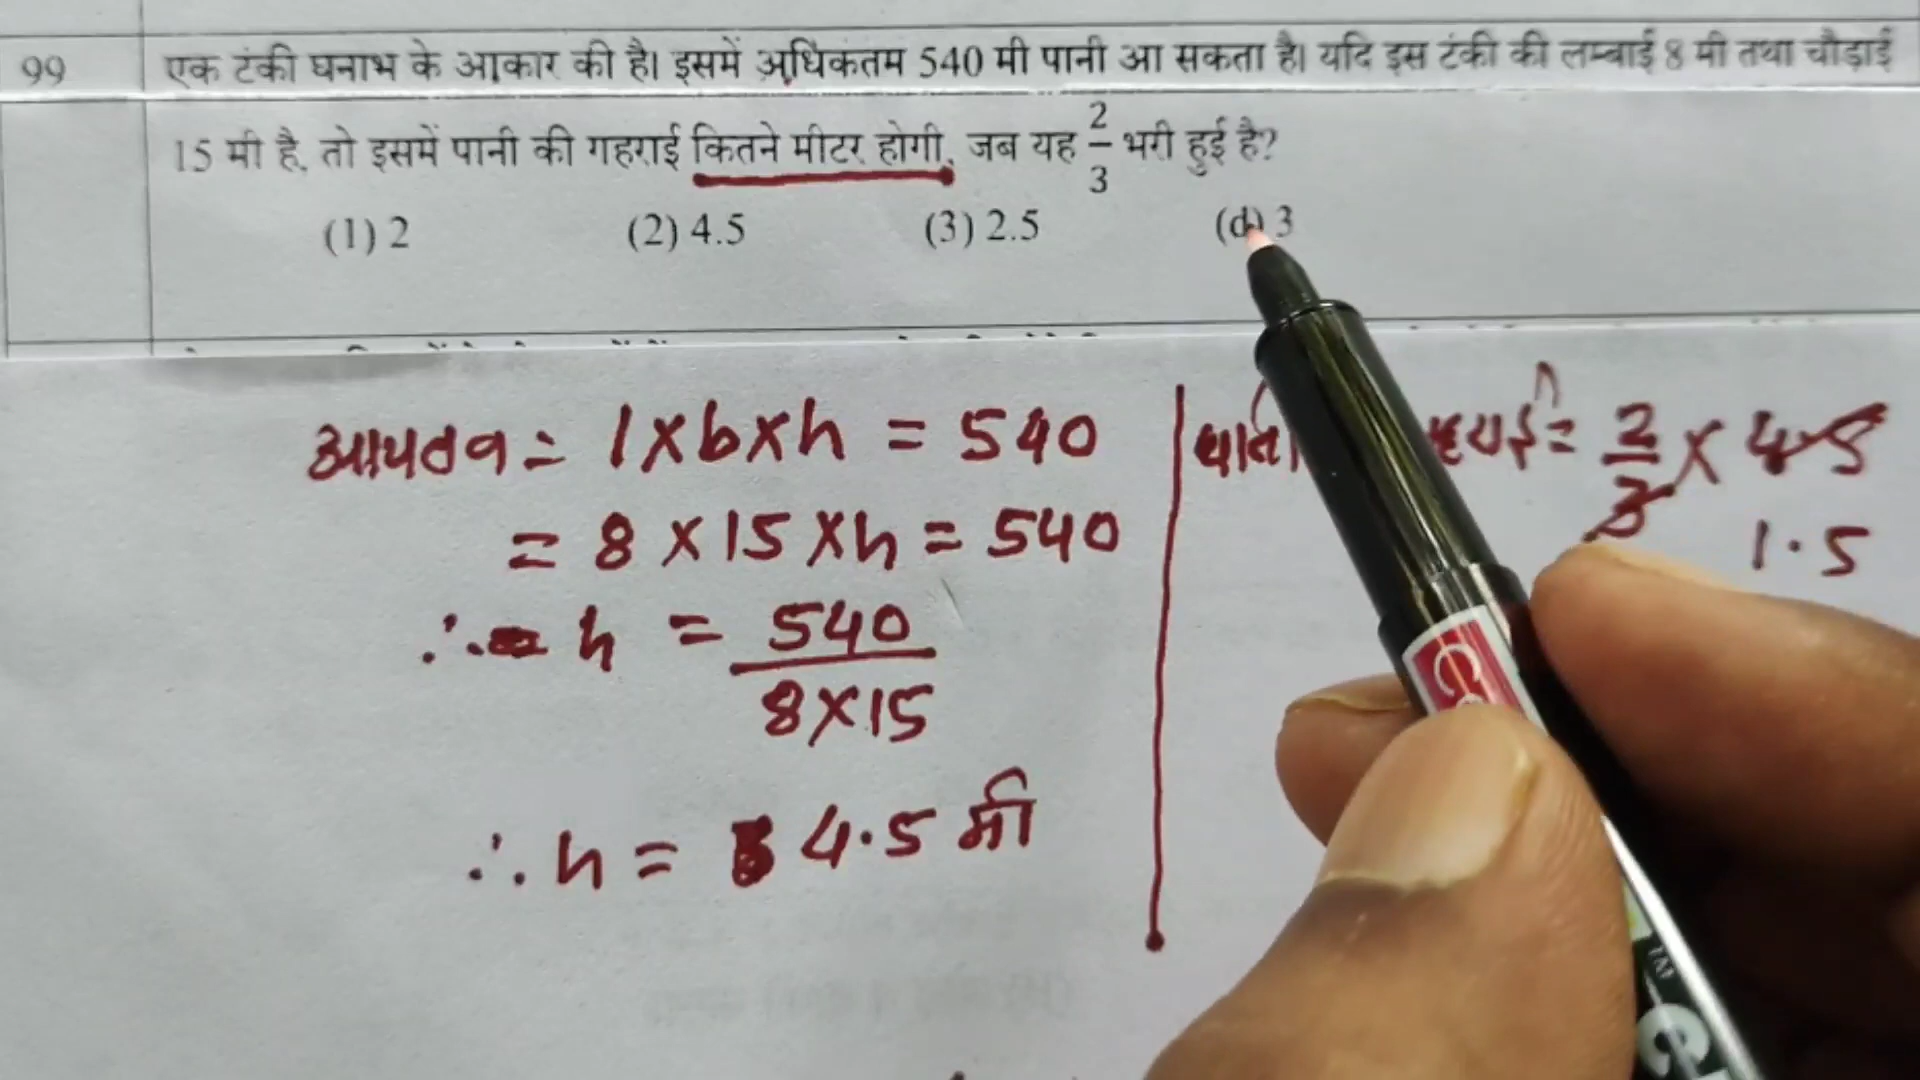 99 एक टंकी घनाभ के आकार की है। इसमें अधिकतम 540 मी पानी आ सकता है। यदि इस टंकी की लम्बाई 8 मी तथा चौड़ाई
15 मी है, तो इसमें पानी की गहराई कितने मीटर होगी, जब यह 2/3 भरी हुई है?
(1) 2 (2) 4.5 (3) 2.5 (d) 3
आयतन = l×b×h = 540
= 8 × 15 × h = 540
∴ h = 540/8×15
∴ h = 4.5 मी
= 2/3 × 4.5
1.5